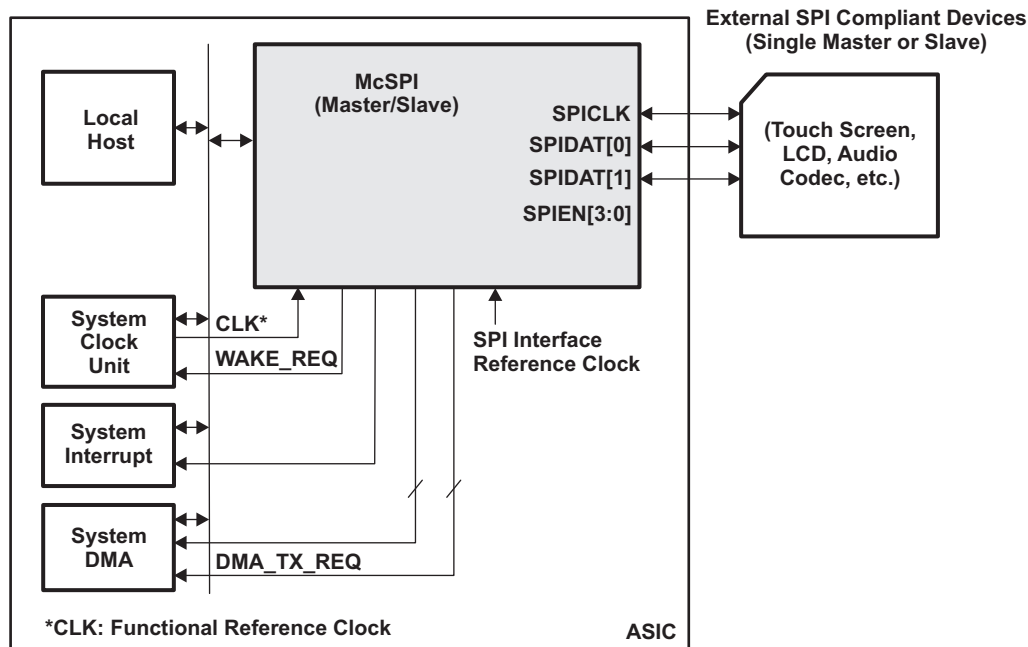 External SPI Compliant Devices
(Single Master or Slave)
McSPI
(Master/Slave)
Local
Host
SPICLK
SPIDAT[0]
SPIDAT[1]
SPIEN[3:0]
(Touch Screen,
LCD, Audio
Codec, etc.)
System
Clock
Unit
CLK*
WAKE_REQ
SPI Interface
Reference Clock
System
Interrupt
System
DMA
DMA_TX_REQ
*CLK: Functional Reference Clock
ASIC